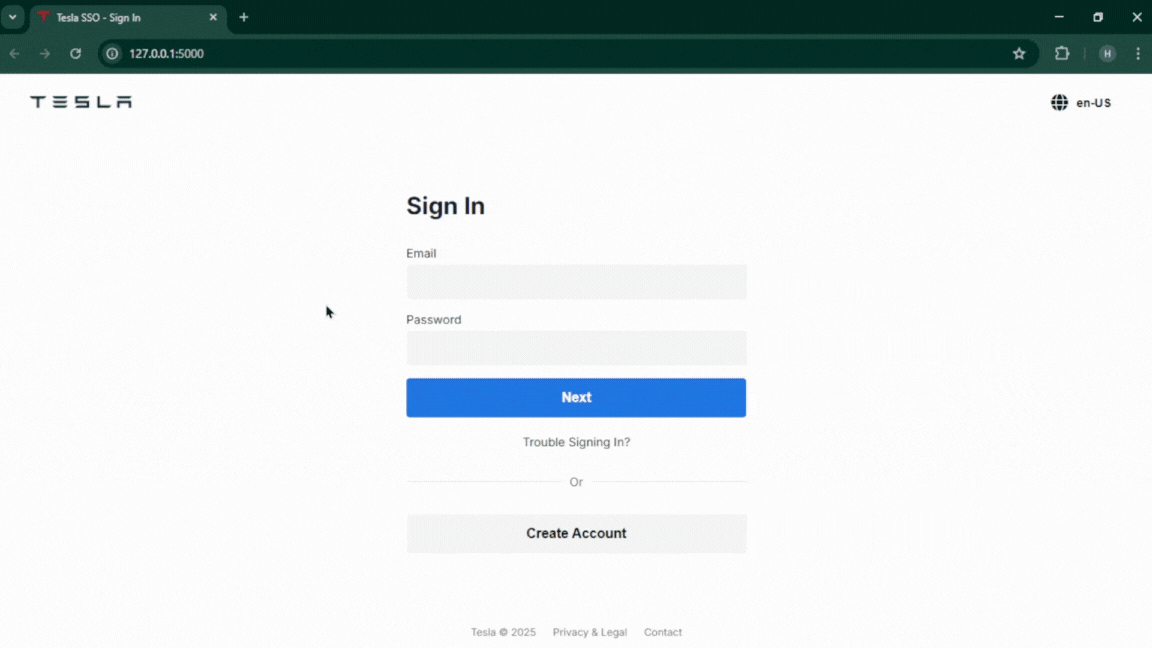 Tesla SSO - Sign In
127.0.0.1:5000
H
TESLA
en-US
Sign In
Email
Password
Next
Trouble Signing In?
Or
Create Account
Tesla © 2025 Privacy & Legal Contact